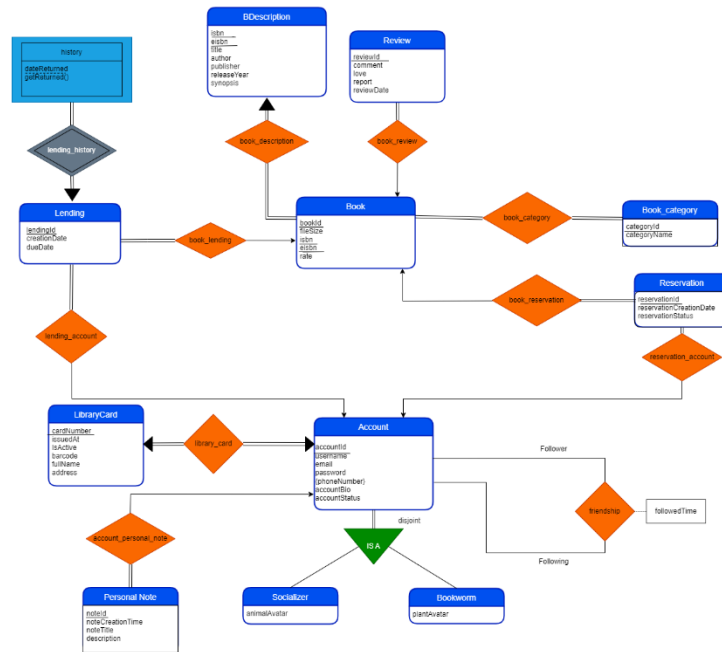 BDescription
isbn
eisbn
title
author
publisher
releaseYear
synopsis
Review
reviewId
comment
love
report
reviewDate
history
dateReturned
getReturned()
book_description
book_review
lending_history
Lending
lendingId
creationDate
dueDate
book_lending
Book
bookId
fileSize
isbn
eisbn
rate
book_category
Book_category
categoryId
categoryName
book_reservation
Reservation
reservationId
reservationCreationDate
reservationStatus
lending_account
reservation_account
LibraryCard
cardNumber
issuedAt
isActive
barcode
fullName
address
library_card
Account
accountId
username
email
password
{phoneNumber}
accountBio
accountStatus
Follower
friendship
followedTime
Following
disjoint
IS A
account_personal_note
Personal Note
noteId
noteCreationTime
noteTitle
description
Socializer
animalAvatar
Bookworm
plantAvatar